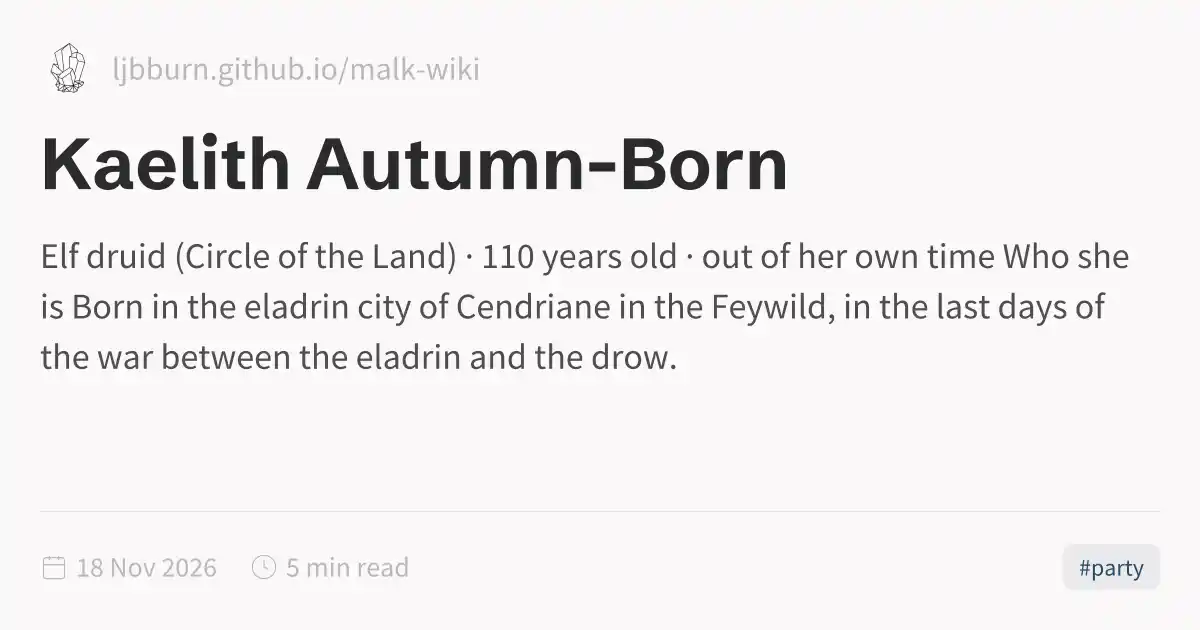 ljbburn.github.io/malk-wiki
Kaelith Autumn-Born
Elf druid (Circle of the Land) · 110 years old · out of her own time Who she
is Born in the eladrin city of Cendriane in the Feywild, in the last days of
the war between the eladrin and the drow.
18 Nov 2026 5 min read #party